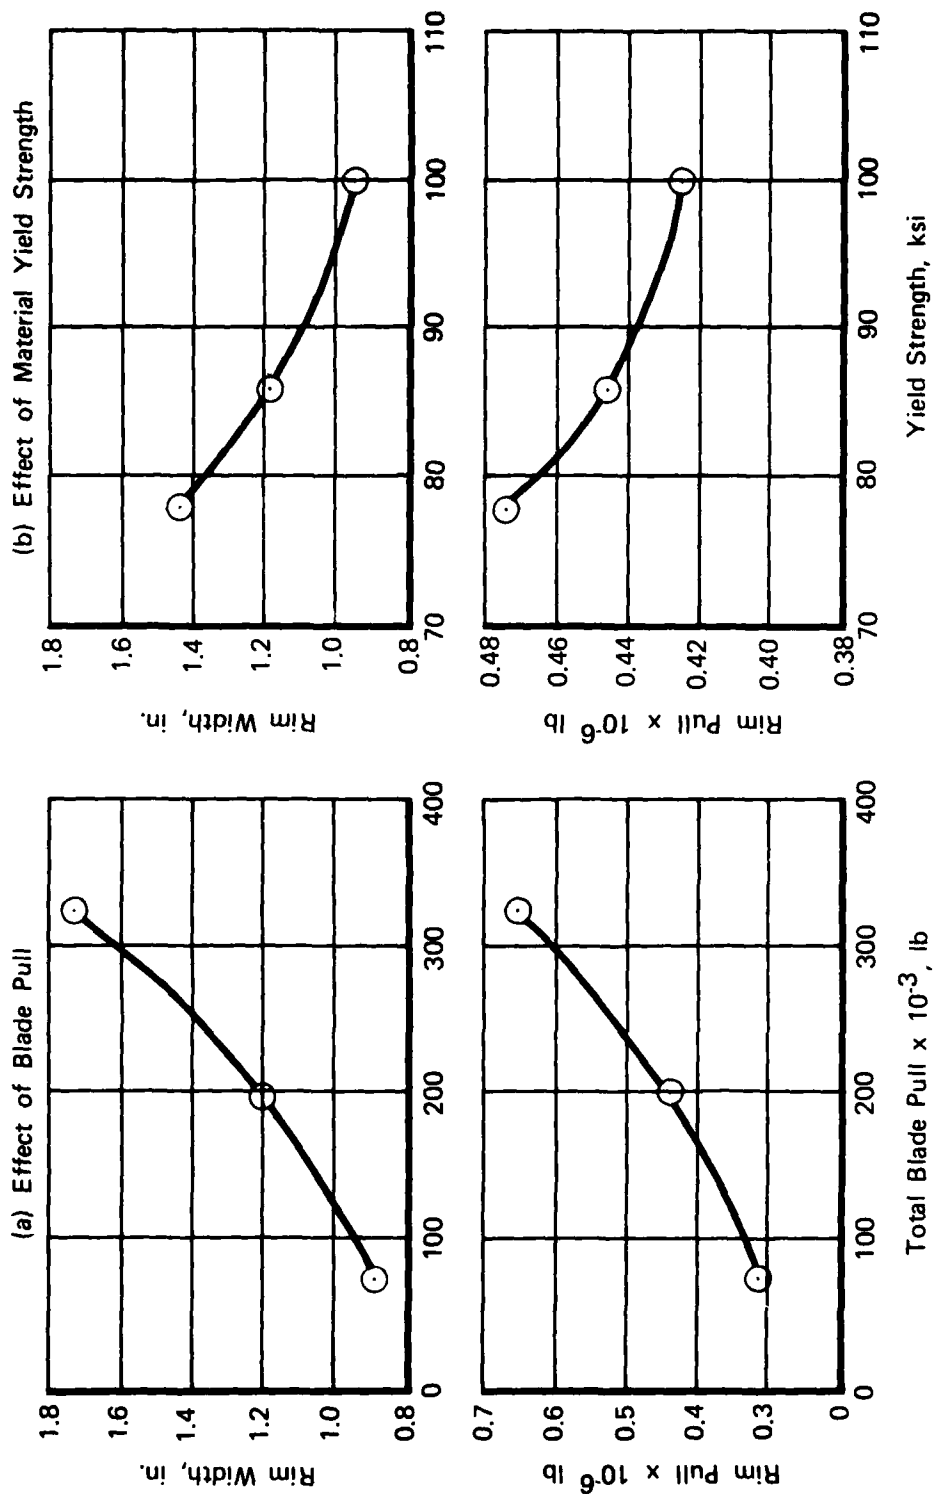 (a) Effect of Blade Pull
Rim Width, in.
1.8
1.6
1.4
1.2
1.0
0.8
0 100 200 300 400
Rim Pull x 10-6 lb
0.7
0.6
0.5
0.4
0.3
0
0 100 200 300 400
Total Blade Pull x 10-3, lb
(b) Effect of Material Yield Strength
Rim Width, in.
1.8
1.6
1.4
1.2
1.0
0.8
70 80 90 100 110
Rim Pull x 10-6 lb
0.48
0.46
0.44
0.42
0.40
0.38
70 80 90 100 110
Yield Strength, ksi